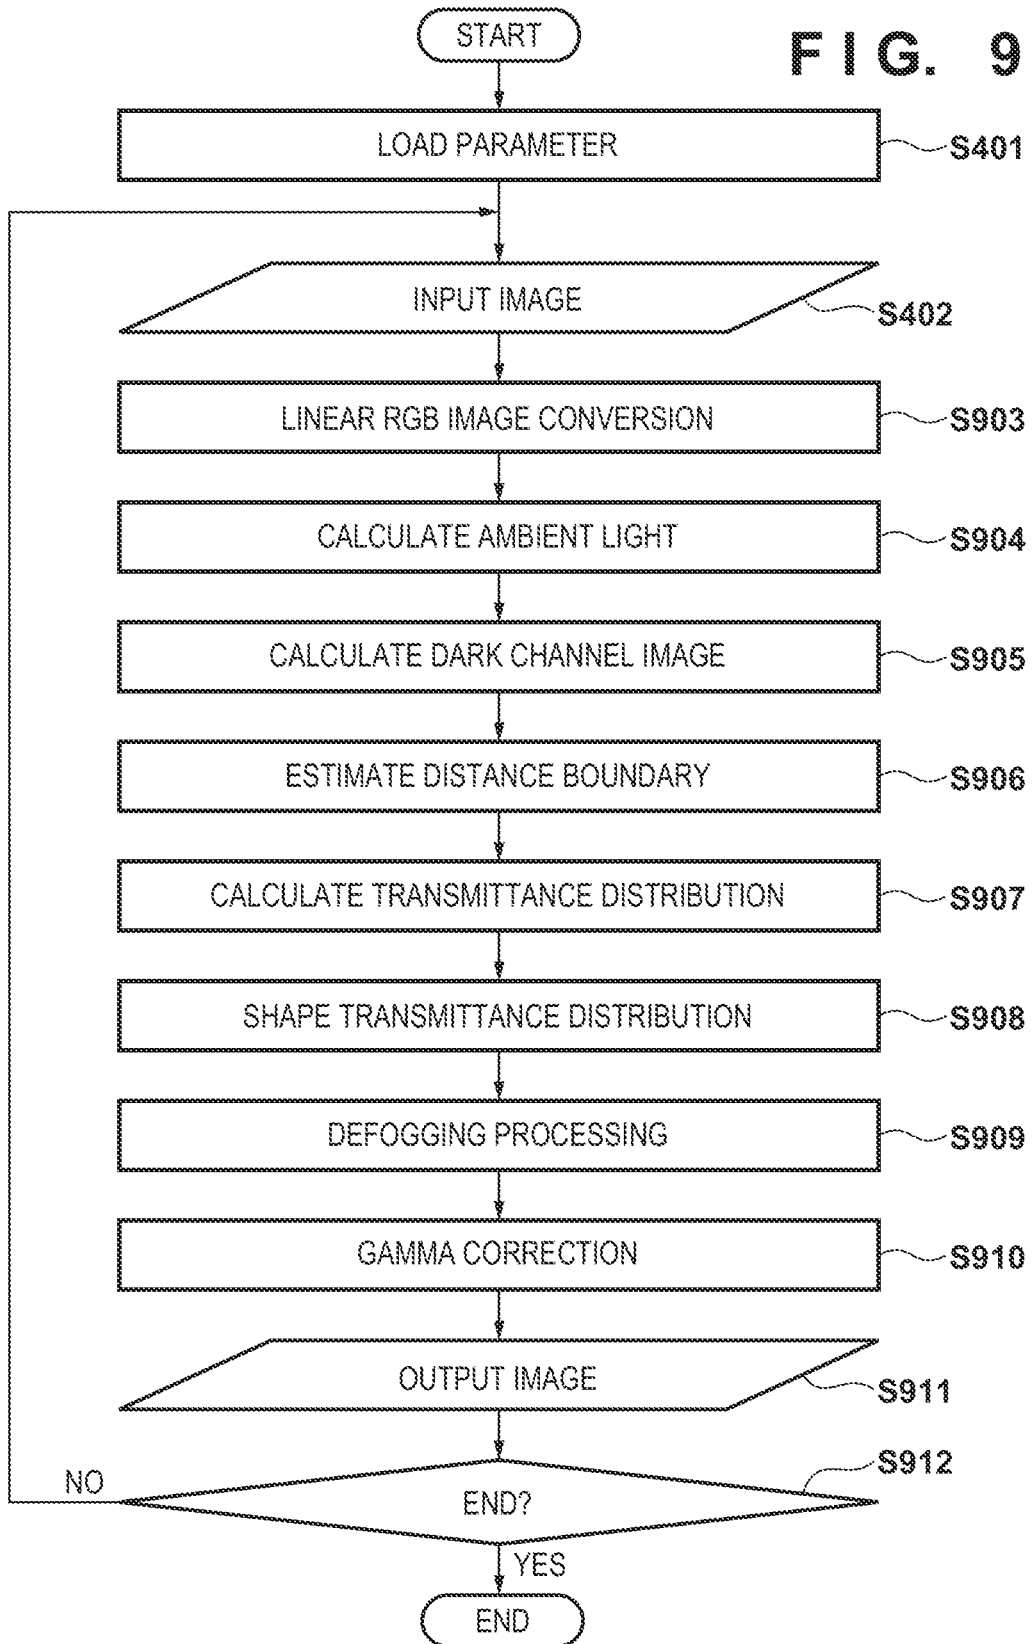 START
F I G. 9
LOAD PARAMETER
S401
INPUT IMAGE
S402
LINEAR RGB IMAGE CONVERSION
S903
CALCULATE AMBIENT LIGHT
S904
CALCULATE DARK CHANNEL IMAGE
S905
ESTIMATE DISTANCE BOUNDARY
S906
CALCULATE TRANSMITTANCE DISTRIBUTION
S907
SHAPE TRANSMITTANCE DISTRIBUTION
S908
DEFOGGING PROCESSING
S909
GAMMA CORRECTION
S910
OUTPUT IMAGE
S911
S912
NO
END?
YES
END